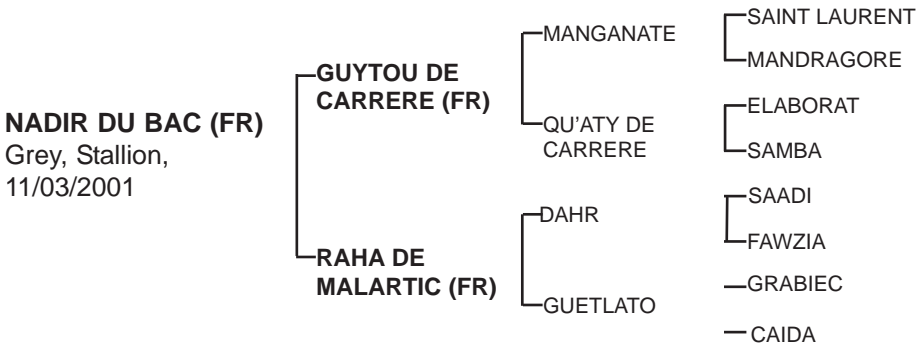 NADIR DU BAC (FR)
Grey, Stallion,
11/03/2001
GUYTOU DE
CARRERE (FR)
RAHA DE
MALARTIC (FR)
MANGANATE
QU'ATY DE
CARRERE
DAHR
GUETLATO
SAINT LAURENT
MANDRAGORE
ELABORAT
SAMBA
SAADI
FAWZIA
GRABIEC
CAIDA